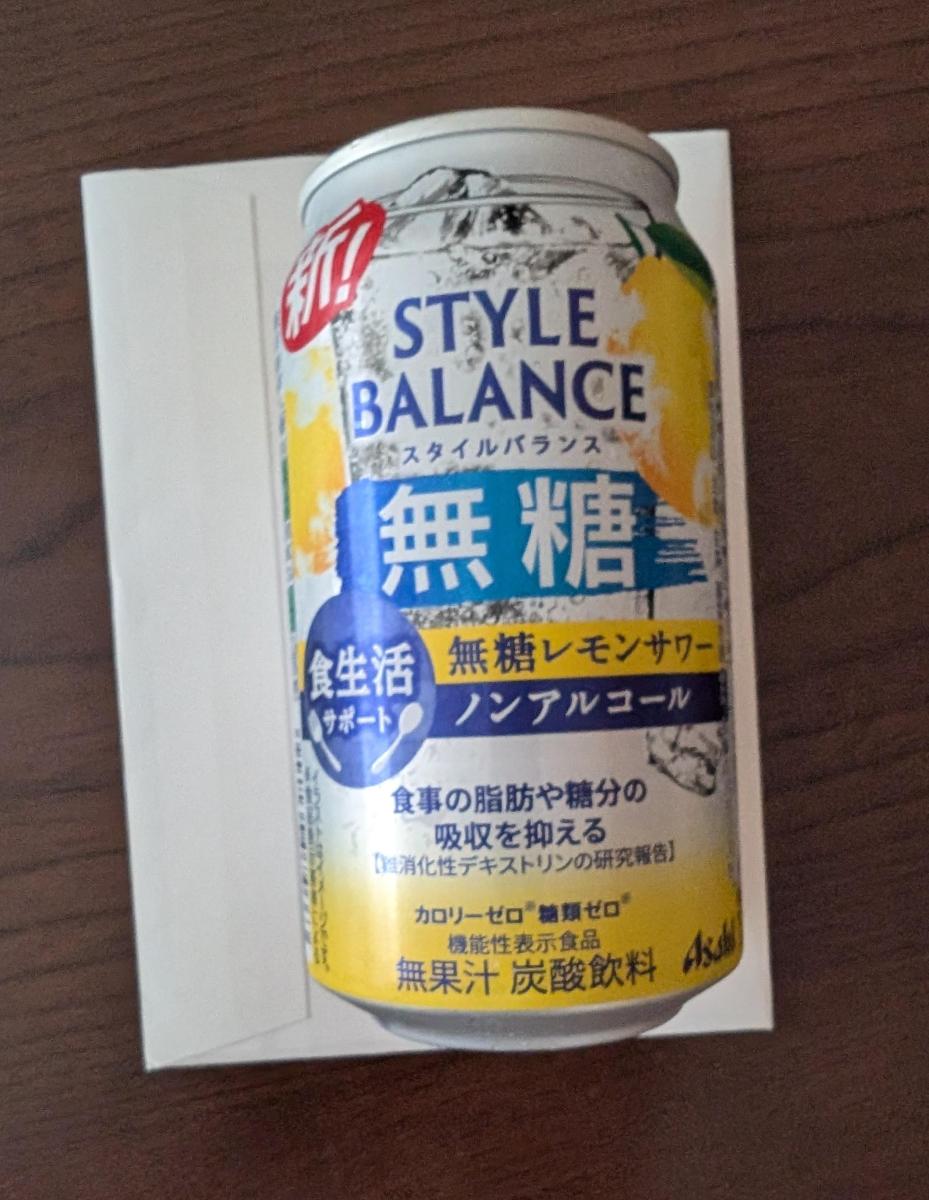 新!
STYLE
BALANCE
スタイルバランス
無糖
食生活
サポート
無糖レモンサワー
ノンアルコール
食事の脂肪や糖分の
吸収を抑える
【難消化性デキストリンの研究報告】
カロリーゼロ※ 糖類ゼロ※
機能性表示食品
無果汁 炭酸飲料
Asahi